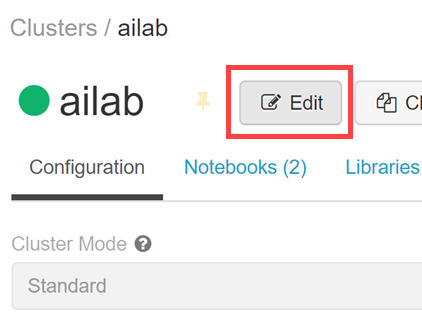 Clusters / ailab
ailab Edit
Configuration Notebooks (2) Libraries
Cluster Mode
Standard